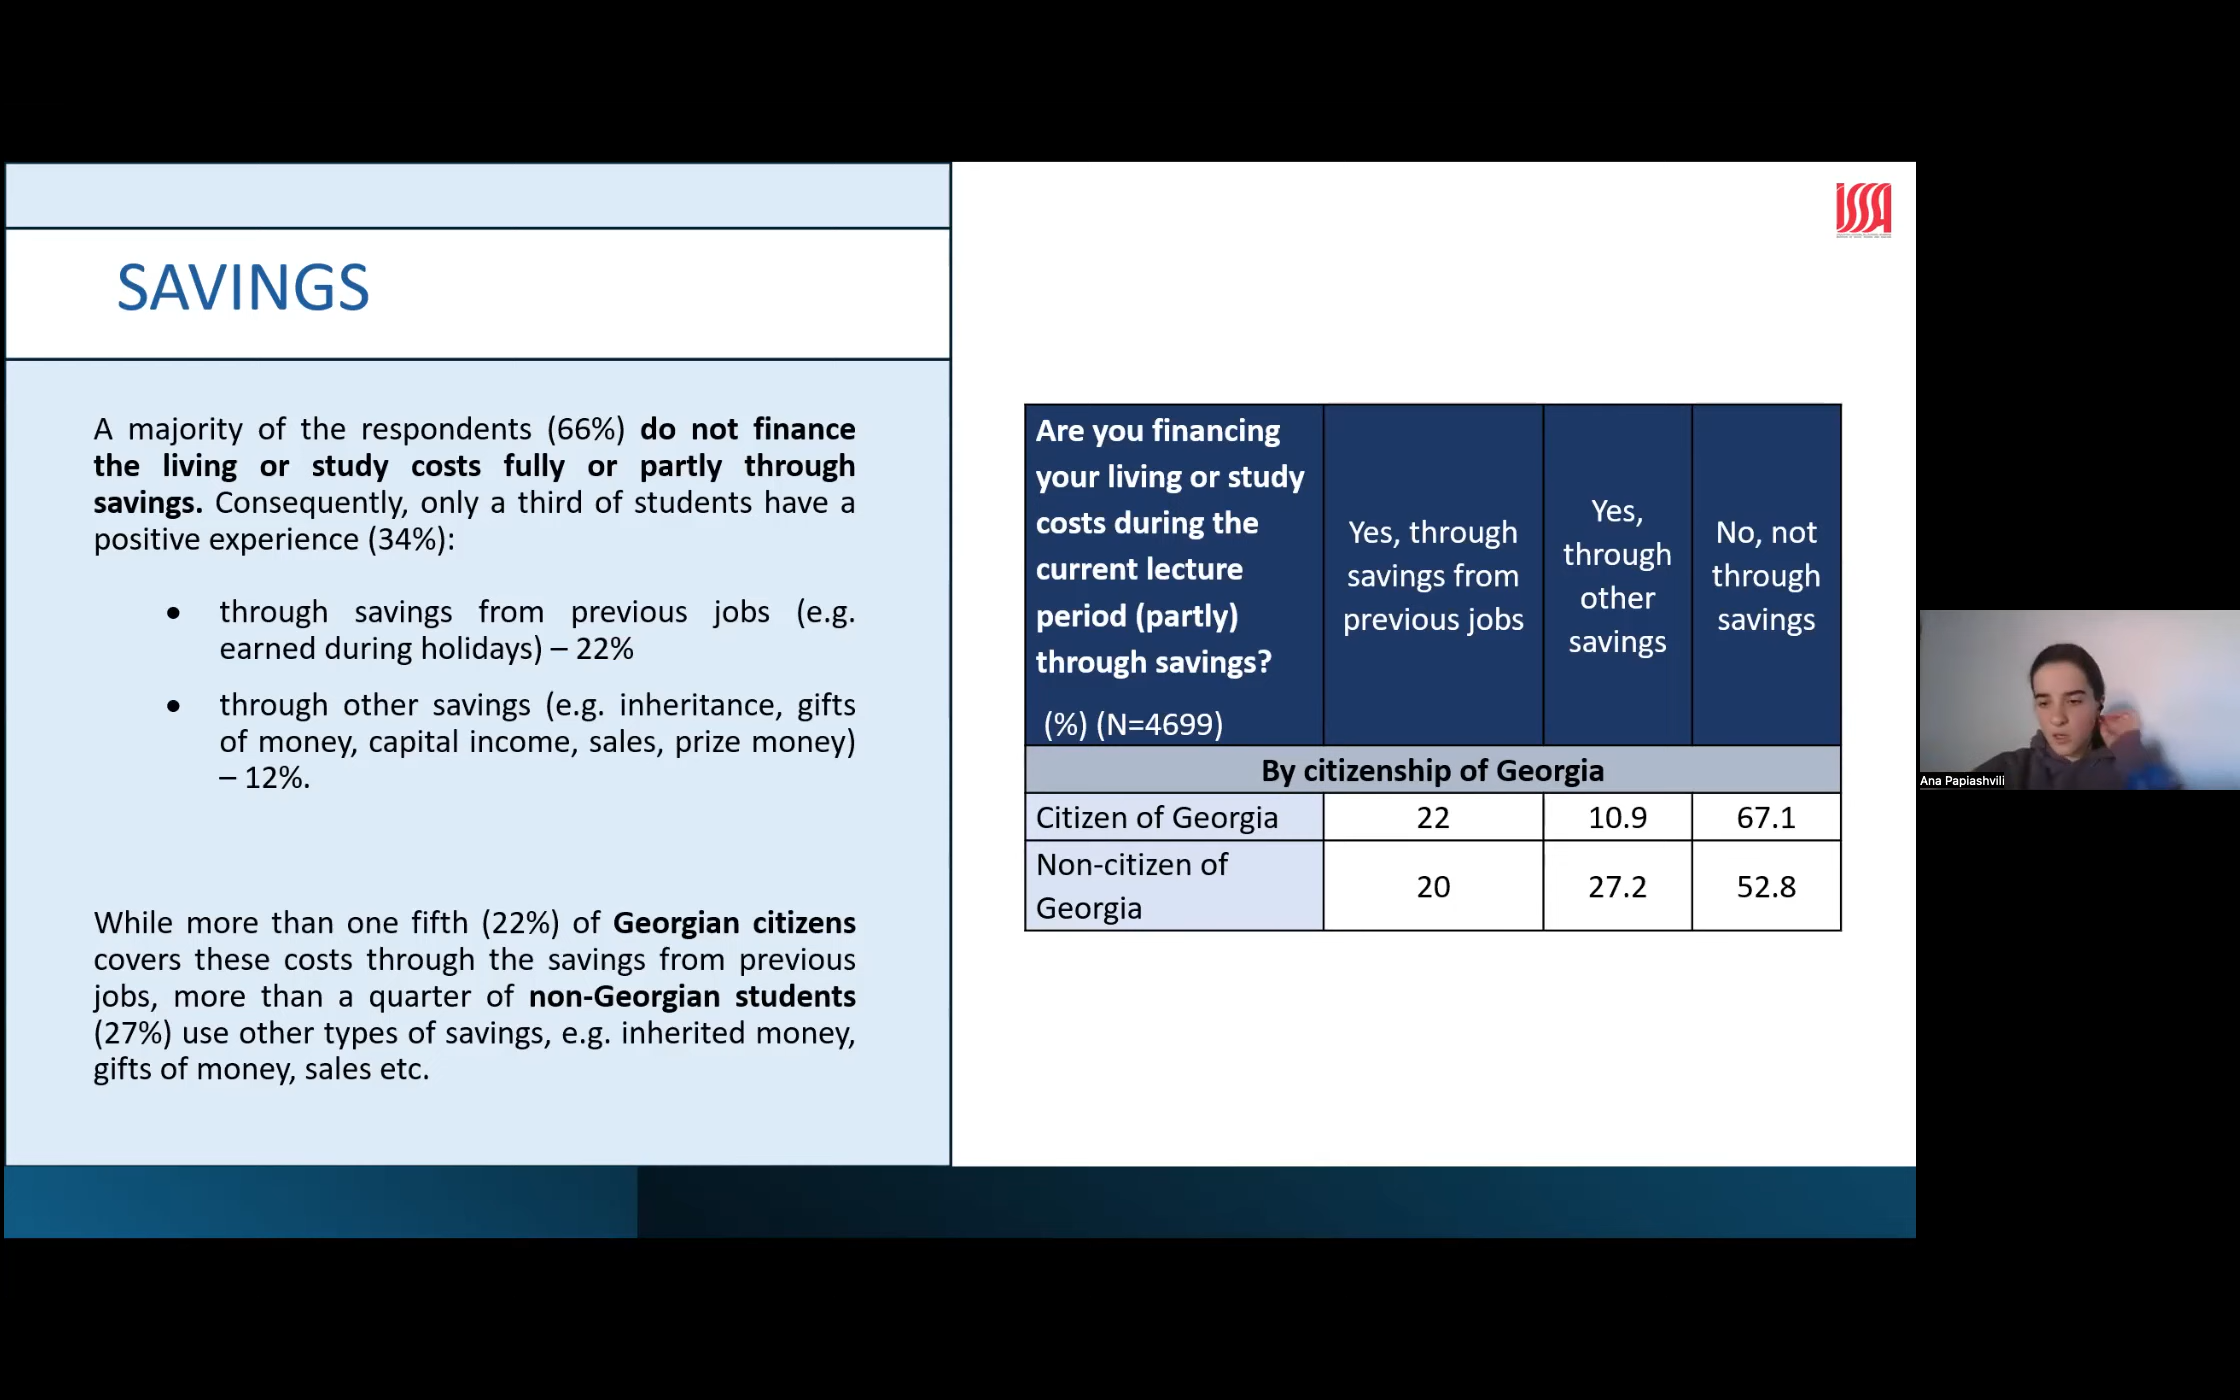 SAVINGS
A majority of the respondents (66%) do not finance
the living or study costs fully or partly through
savings. Consequently, only a third of students have a
positive experience (34%):
● through savings from previous jobs (e.g.
earned during holidays) – 22%
● through other savings (e.g. inheritance, gifts
of money, capital income, sales, prize money)
– 12%.
While more than one fifth (22%) of Georgian citizens
covers these costs through the savings from previous
jobs, more than a quarter of non-Georgian students
(27%) use other types of savings, e.g. inherited money,
gifts of money, sales etc.
ISSA
Are you financing
your living or study
costs during the
current lecture
period (partly)
through savings?
(%) (N=4699)
Yes, through
savings from
previous jobs
Yes,
through
other
savings
No, not
through
savings
By citizenship of Georgia
Citizen of Georgia 22 10.9 67.1
Non-citizen of
Georgia 20 27.2 52.8
Ana Papiashvili